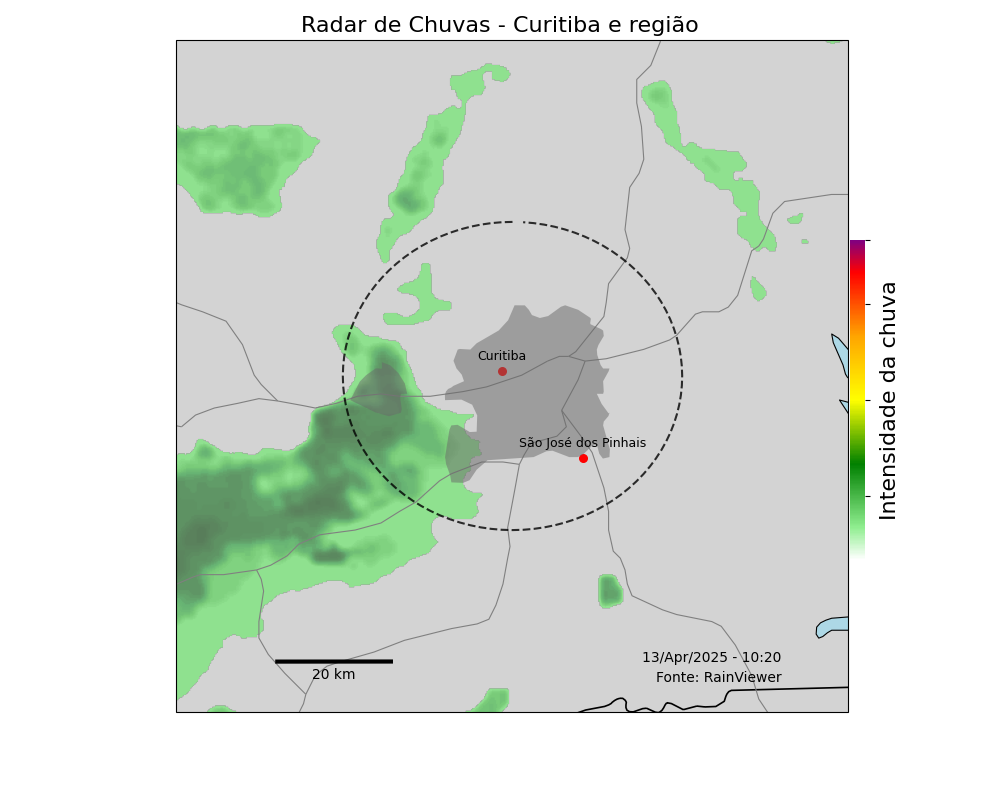 Radar de Chuvas - Curitiba e região
Curitiba
São José dos Pinhais
Intensidade da chuva
13/Apr/2025 - 10:20
Fonte: RainViewer
20 km